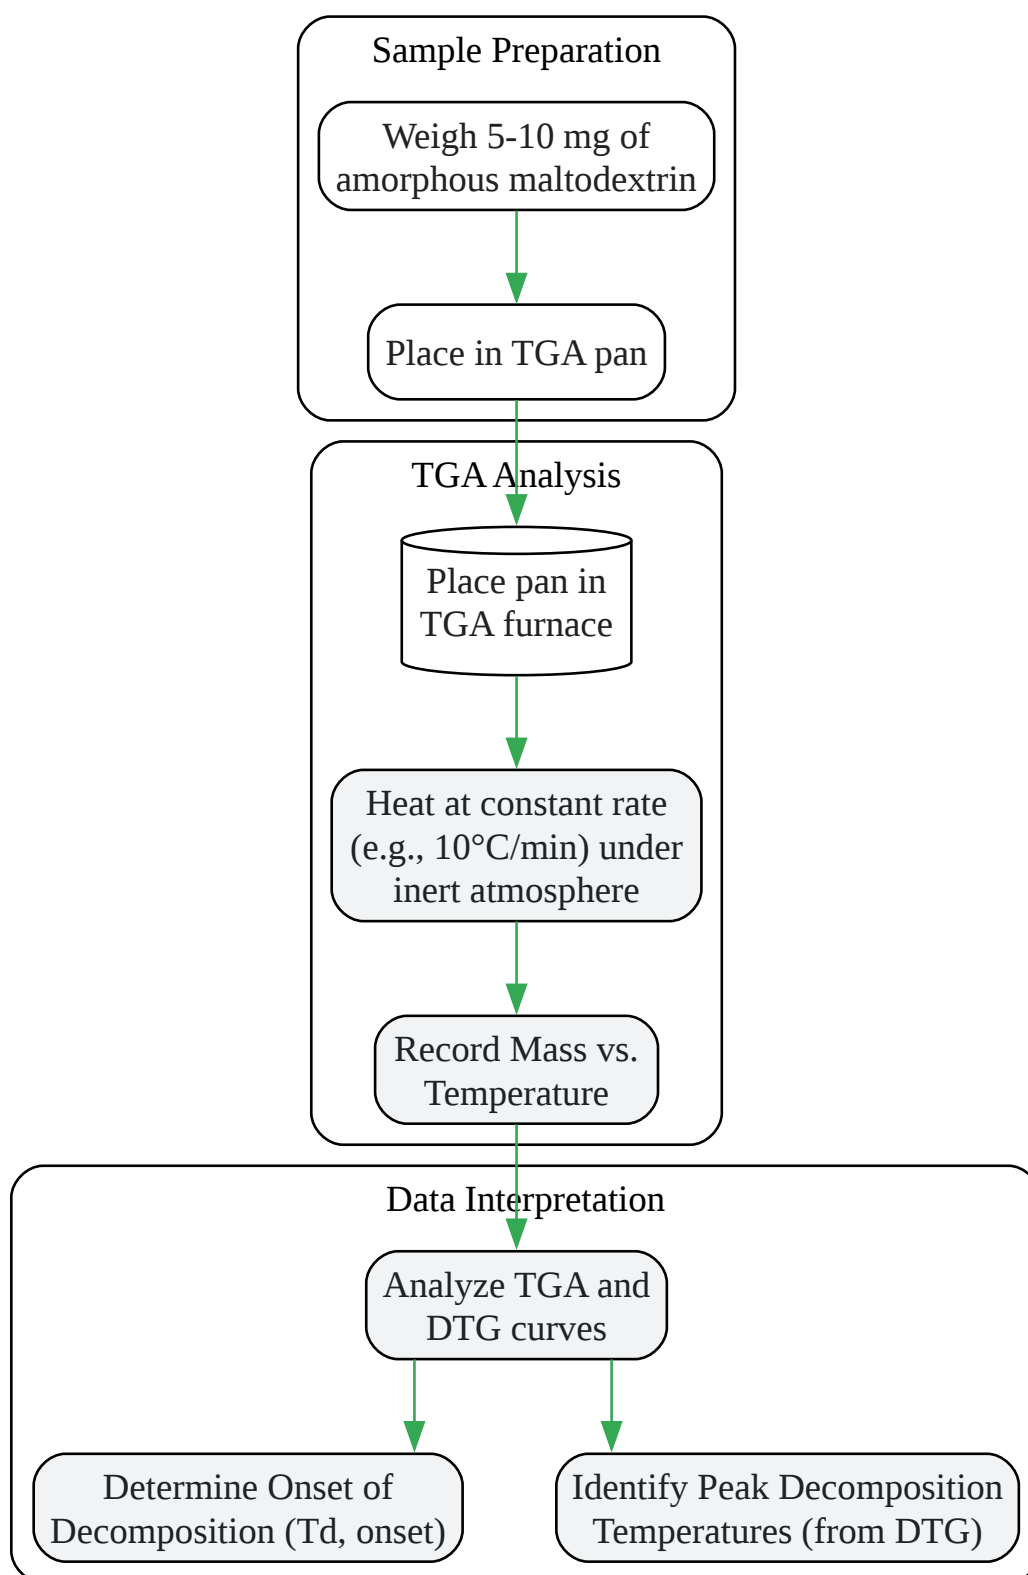 Sample Preparation
Weigh 5-10 mg of
amorphous maltodextrin
Place in TGA pan
TGA Analysis
Place pan in
TGA furnace
Heat at constant rate
(e.g., 10°C/min) under
inert atmosphere
Record Mass vs.
Temperature
Data Interpretation
Analyze TGA and
DTG curves
Determine Onset of
Decomposition (Td, onset)
Identify Peak Decomposition
Temperatures (from DTG)